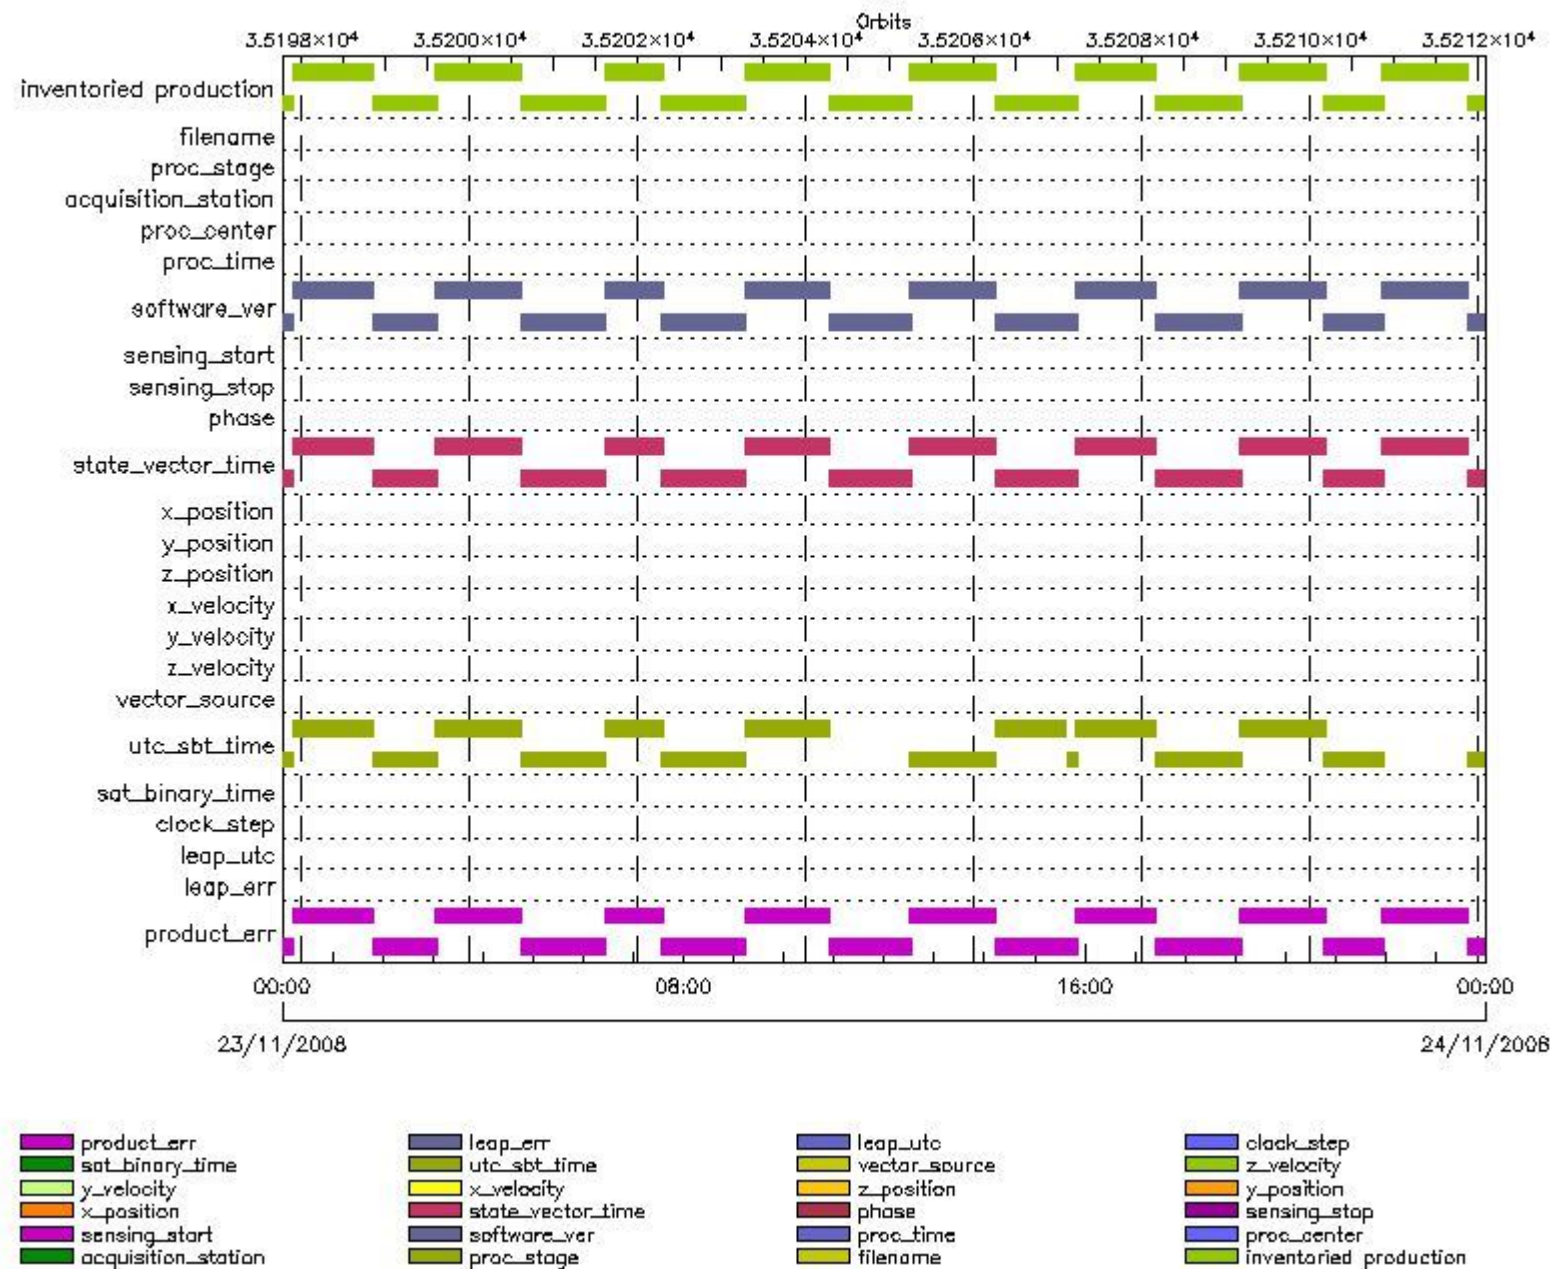 Orbits
3.5198×10⁴ 3.5200×10⁴ 3.5202×10⁴ 3.5204×10⁴ 3.5206×10⁴ 3.5208×10⁴ 3.5210×10⁴ 3.5212×10⁴
inventoried production
filename
proc_stage
acquisition_station
proc_center
proc_time
software_ver
sensing_start
sensing_stop
phase
state_vector_time
x_position
y_position
z_position
x_velocity
y_velocity
z_velocity
vector_source
utc_sbt_time
sat_binary_time
clock_step
leap_utc
leap_err
product_err
00:00 08:00 16:00 00:00
23/11/2008 24/11/2008
product_err leap_err leap_utc clock_step
sat_binary_time utc_sbt_time vector_source z_velocity
y_velocity x_velocity z_position y_position
x_position state_vector_time phase sensing_stop
sensing_start software_ver proc_time proc_center
acquisition_station proc_stage filename inventoried production